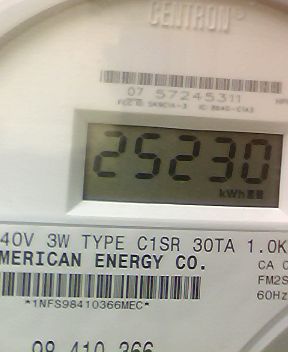 CENTRON®
07 57245311
25230
kWh
40V 3W TYPE C1SR 30TA 1.0K
MERICAN ENERGY CO.
CA 0
FM2S
60Hz
*1NFS98410366MEC*
98 410 366